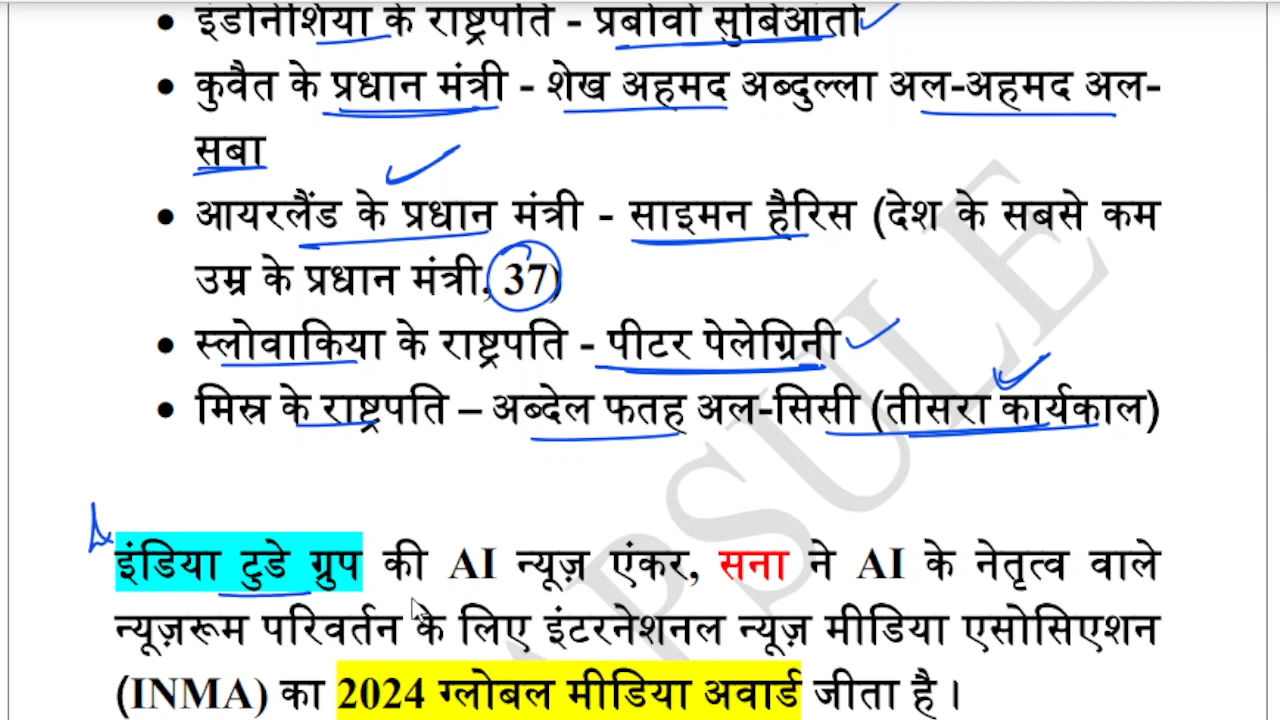 • इंडोनेशिया के राष्ट्रपति - प्रबोवो सुबिआंतो
• कुवैत के प्रधान मंत्री - शेख अहमद अब्दुल्ला अल-अहमद अल-
सबा
• आयरलैंड के प्रधान मंत्री - साइमन हैरिस (देश के सबसे कम
उम्र के प्रधान मंत्री, 37)
• स्लोवाकिया के राष्ट्रपति - पीटर पेलेग्रिनी
• मिस्र के राष्ट्रपति – अब्देल फतह अल-सिसी (तीसरा कार्यकाल)
इंडिया टुडे ग्रुप की AI न्यूज़ एंकर, सना ने AI के नेतृत्व वाले
न्यूज़रूम परिवर्तन के लिए इंटरनेशनल न्यूज़ मीडिया एसोसिएशन
(INMA) का 2024 ग्लोबल मीडिया अवार्ड जीता है।
APSULE